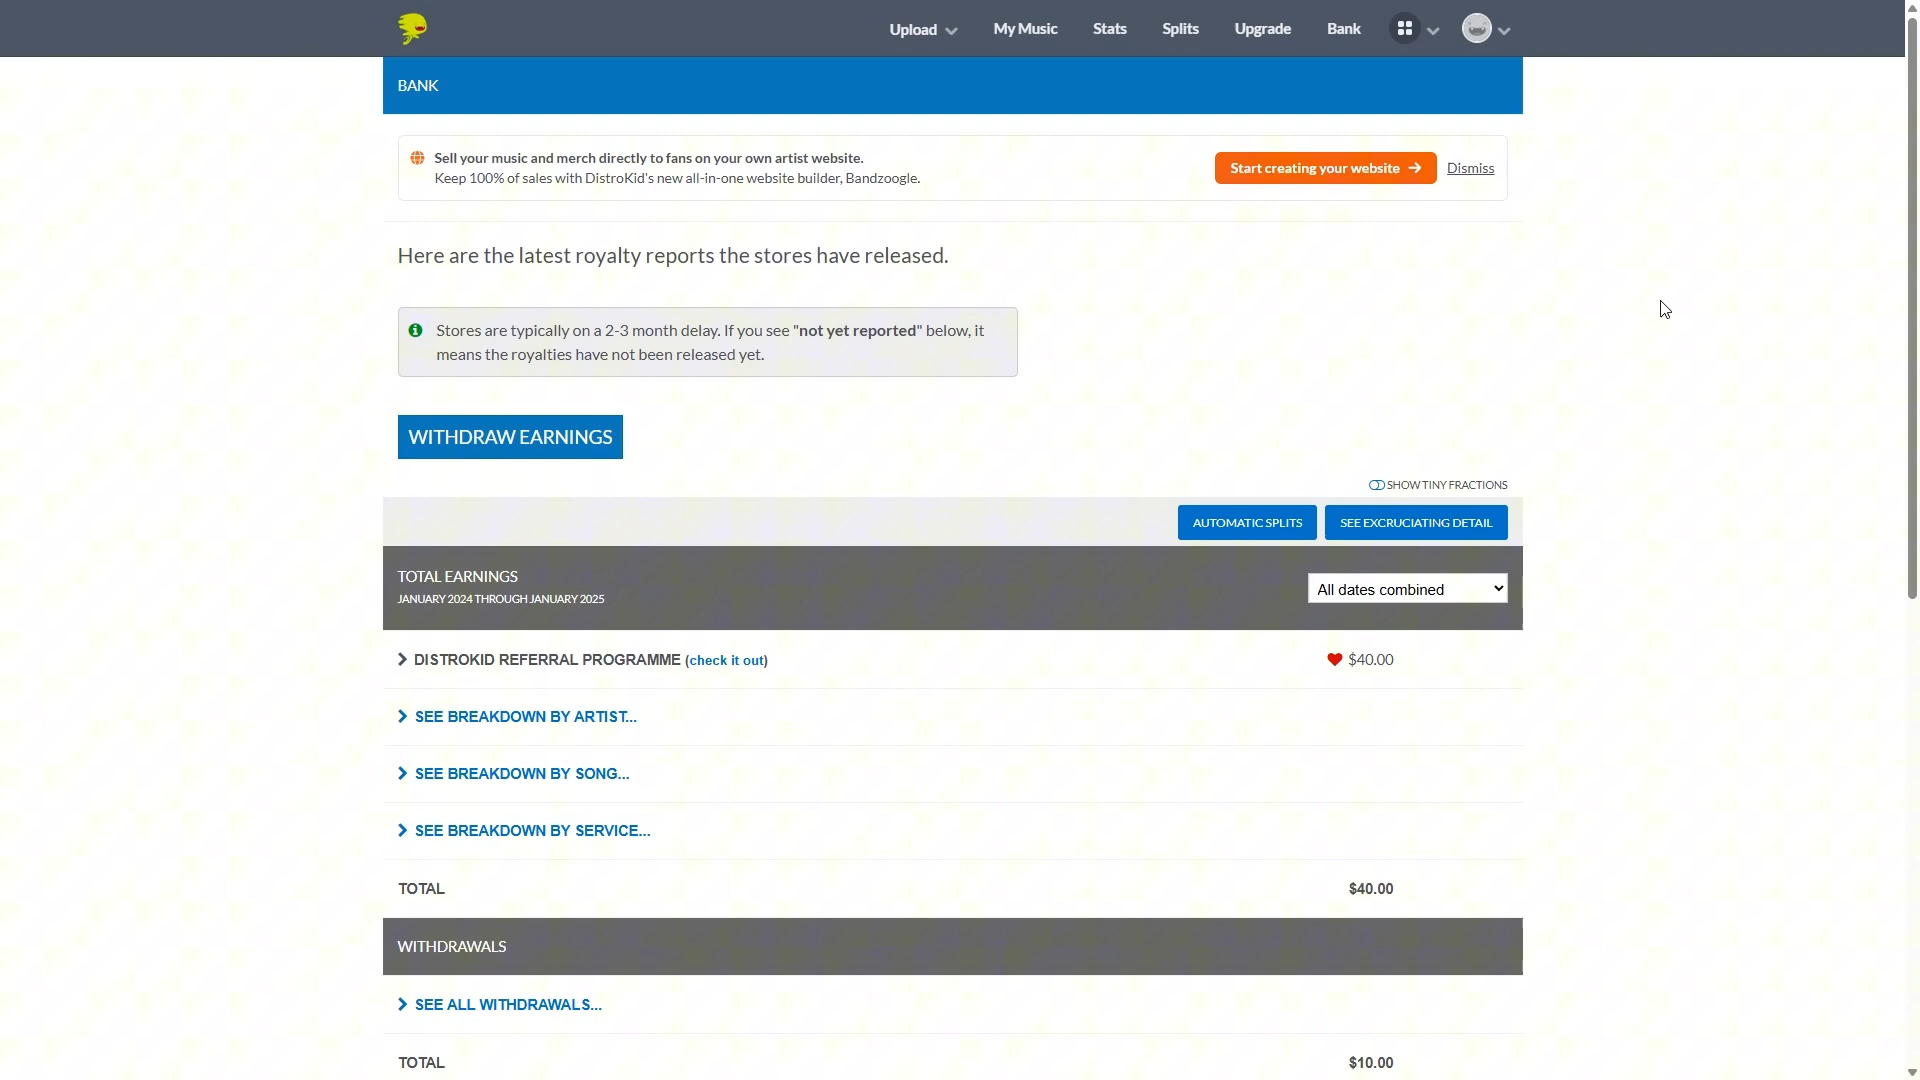 Upload
My Music
Stats
Splits
Upgrade
Bank
BANK
Sell your music and merch directly to fans on your own artist website.
Keep 100% of sales with DistroKid's new all-in-one website builder, Bandzoogle.
Start creating your website →
Dismiss
Here are the latest royalty reports the stores have released.
Stores are typically on a 2-3 month delay. If you see "not yet reported" below, it
means the royalties have not been released yet.
WITHDRAW EARNINGS
SHOW TINY FRACTIONS
AUTOMATIC SPLITS
SEE EXCRUCIATING DETAIL
TOTAL EARNINGS
JANUARY 2024 THROUGH JANUARY 2025
All dates combined
DISTROKID REFERRAL PROGRAMME (check it out)
$40.00
SEE BREAKDOWN BY ARTIST...
SEE BREAKDOWN BY SONG...
SEE BREAKDOWN BY SERVICE...
TOTAL
$40.00
WITHDRAWALS
SEE ALL WITHDRAWALS...
TOTAL
$10.00